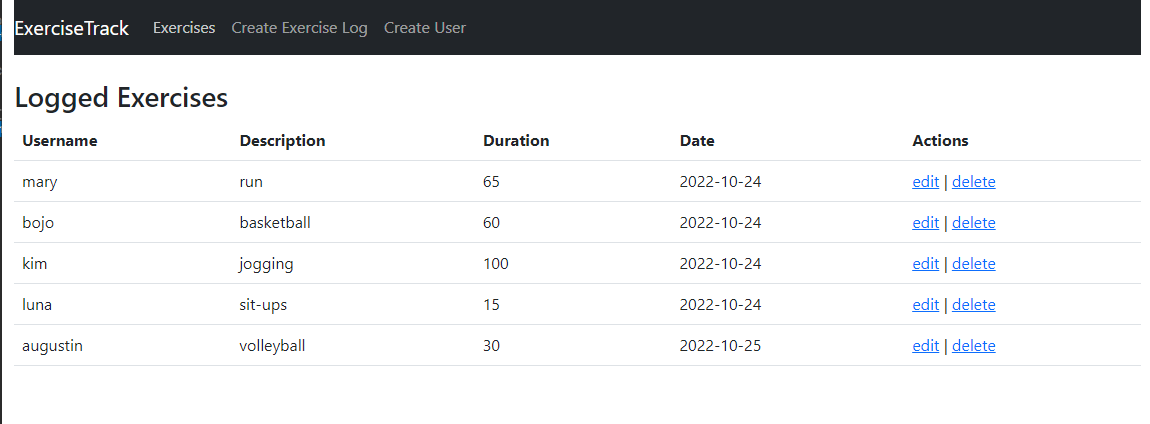 ExerciseTrack Exercises Create Exercise Log Create User
Logged Exercises
Username Description Duration Date Actions
mary run 65 2022-10-24 edit | delete
bojo basketball 60 2022-10-24 edit | delete
kim jogging 100 2022-10-24 edit | delete
luna sit-ups 15 2022-10-24 edit | delete
augustin volleyball 30 2022-10-25 edit | delete